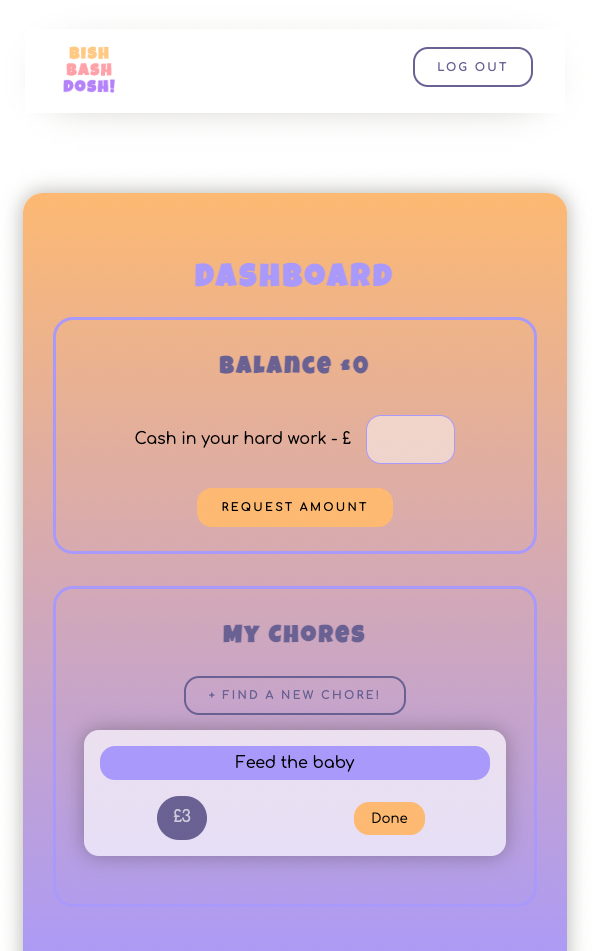 BISH
BASH
DOSH!
LOG OUT
DASHBOARD
Balance £0
Cash in your hard work - £
REQUEST AMOUNT
My Chores
+ FIND A NEW CHORE!
Feed the baby
£3
Done